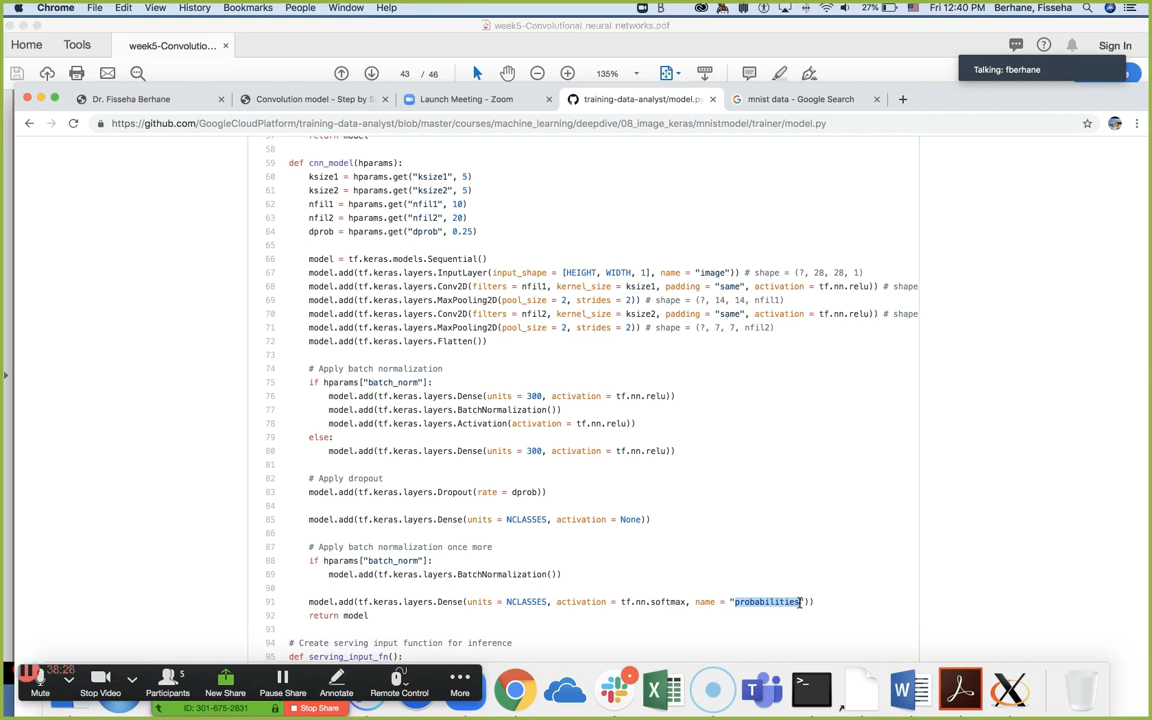 Chrome File Edit View History Bookmarks People Window Help 27% Fri 12:40 PM Berhane, Fisseha
week5-Convolutional neural networks.pdf
Home Tools week5-Convolutio... × Sign In
43 / 46 135%
Talking: fberhane
Dr. Fisseha Berhane × Convolution model - Step by S × Launch Meeting - Zoom × training-data-analyst/model.py × mnist data - Google Search × +
https://github.com/GoogleCloudPlatform/training-data-analyst/blob/master/courses/machine_learning/deepdive/08_image_keras/mnistmodel/trainer/model.py
57 return model
58
59 def cnn_model(hparams):
60 ksize1 = hparams.get("ksize1", 5)
61 ksize2 = hparams.get("ksize2", 5)
62 nfil1 = hparams.get("nfil1", 10)
63 nfil2 = hparams.get("nfil2", 20)
64 dprob = hparams.get("dprob", 0.25)
65
66 model = tf.keras.models.Sequential()
67 model.add(tf.keras.layers.InputLayer(input_shape = [HEIGHT, WIDTH, 1], name = "image")) # shape = (?, 28, 28, 1)
68 model.add(tf.keras.layers.Conv2D(filters = nfil1, kernel_size = ksize1, padding = "same", activation = tf.nn.relu)) # shape
69 model.add(tf.keras.layers.MaxPooling2D(pool_size = 2, strides = 2)) # shape = (?, 14, 14, nfil1)
70 model.add(tf.keras.layers.Conv2D(filters = nfil2, kernel_size = ksize2, padding = "same", activation = tf.nn.relu)) # shape
71 model.add(tf.keras.layers.MaxPooling2D(pool_size = 2, strides = 2)) # shape = (?, 7, 7, nfil2)
72 model.add(tf.keras.layers.Flatten())
73
74 # Apply batch normalization
75 if hparams["batch_norm"]:
76 model.add(tf.keras.layers.Dense(units = 300, activation = tf.nn.relu))
77 model.add(tf.keras.layers.BatchNormalization())
78 model.add(tf.keras.layers.Activation(activation = tf.nn.relu))
79 else:
80 model.add(tf.keras.layers.Dense(units = 300, activation = tf.nn.relu))
81
82 # Apply dropout
83 model.add(tf.keras.layers.Dropout(rate = dprob))
84
85 model.add(tf.keras.layers.Dense(units = NCLASSES, activation = None))
86
87 # Apply batch normalization once more
88 if hparams["batch_norm"]:
89 model.add(tf.keras.layers.BatchNormalization())
90
91 model.add(tf.keras.layers.Dense(units = NCLASSES, activation = tf.nn.softmax, name = "probabilities"))
92 return model
93
94 # Create serving input function for inference
95 def serving_input_fn():
38:28 5
Mute Stop Video Participants New Share Pause Share Annotate Remote Control More
ID: 301-675-2831 Stop Share